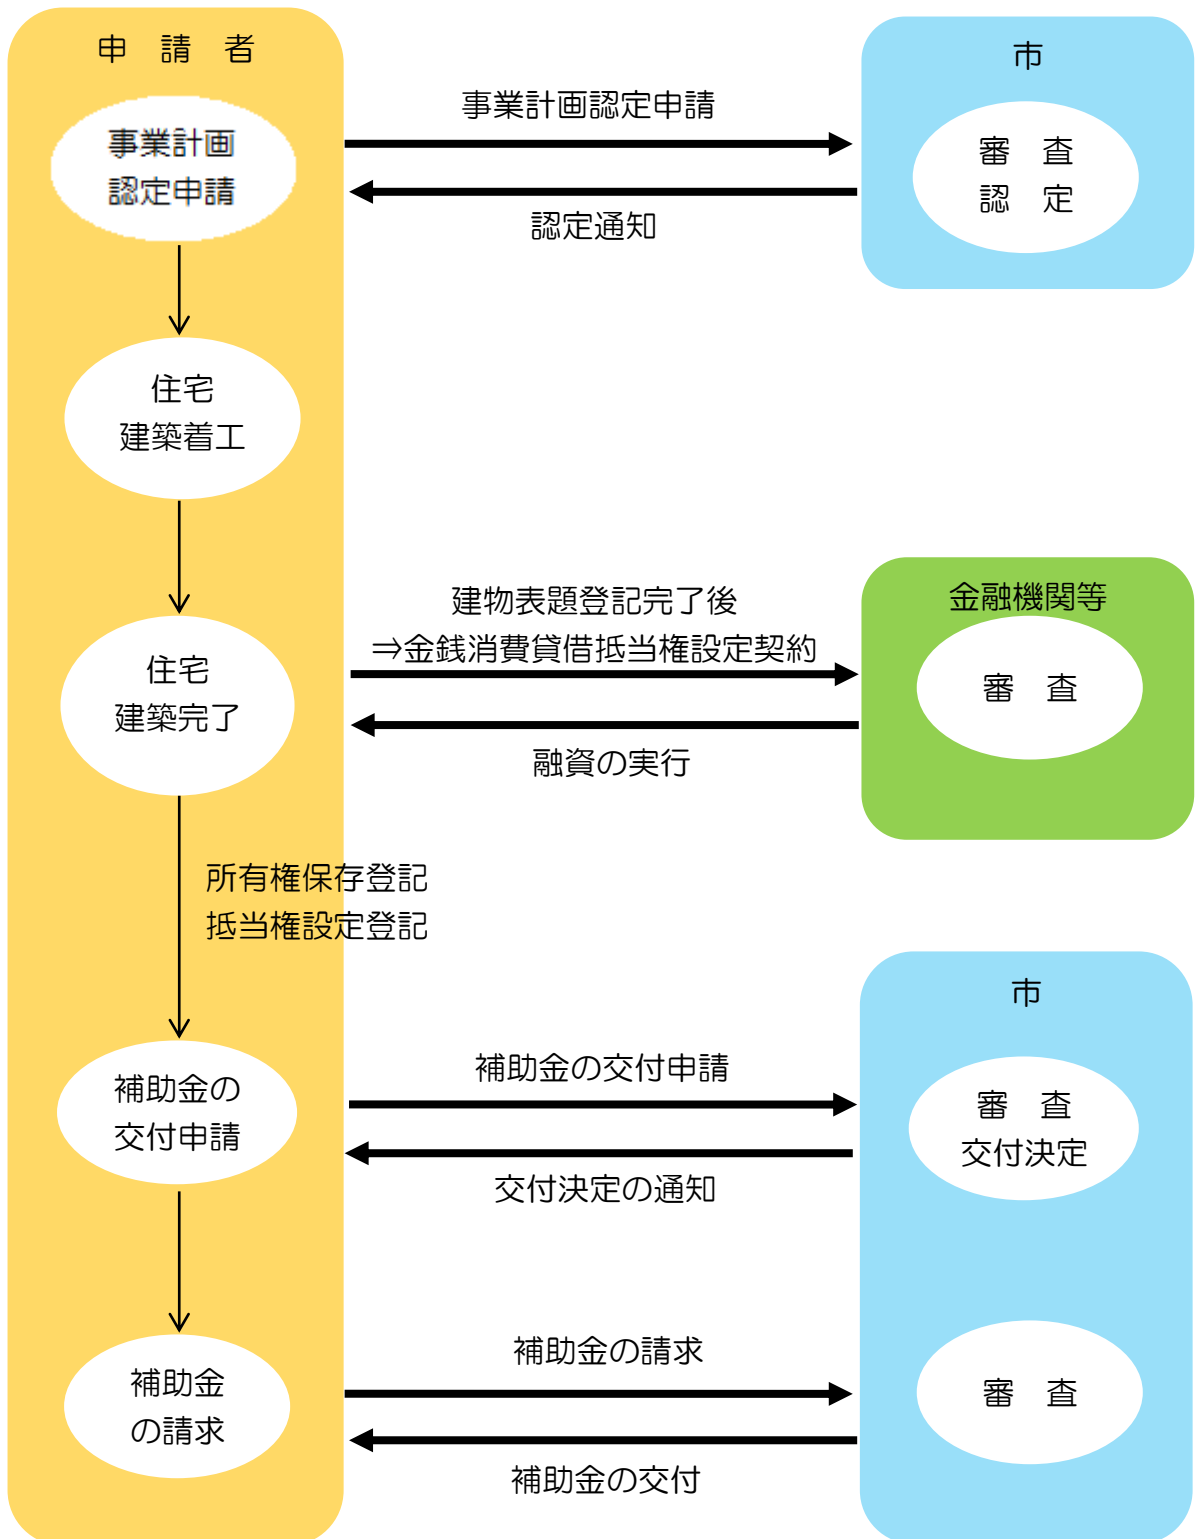 申　請　者
市
事業計画
認定申請
事業計画認定申請
認定通知
審　査
認　定
住宅
建築着工
住宅
建築完了
建物表題登記完了後
⇒金銭消費貸借抵当権設定契約
融資の実行
金融機関等
審　査
所有権保存登記
抵当権設定登記
市
補助金の
交付申請
補助金の交付申請
交付決定の通知
審　査
交付決定
補助金
の請求
補助金の請求
補助金の交付
審　査